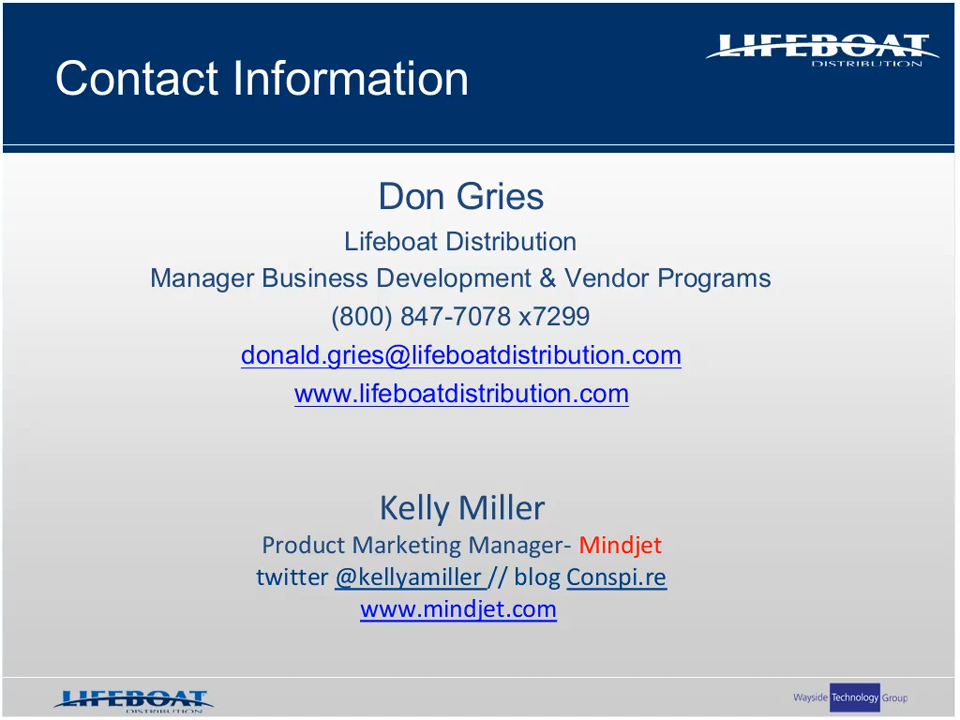 Contact Information
LIFEBOAT
DISTRIBUTION
Don Gries
Lifeboat Distribution
Manager Business Development & Vendor Programs
(800) 847-7078 x7299
donald.gries@lifeboatdistribution.com
www.lifeboatdistribution.com
Kelly Miller
Product Marketing Manager- Mindjet
twitter @kellyamiller // blog Conspi.re
www.mindjet.com
LIFEBOAT
DISTRIBUTION
Wayside Technology Group